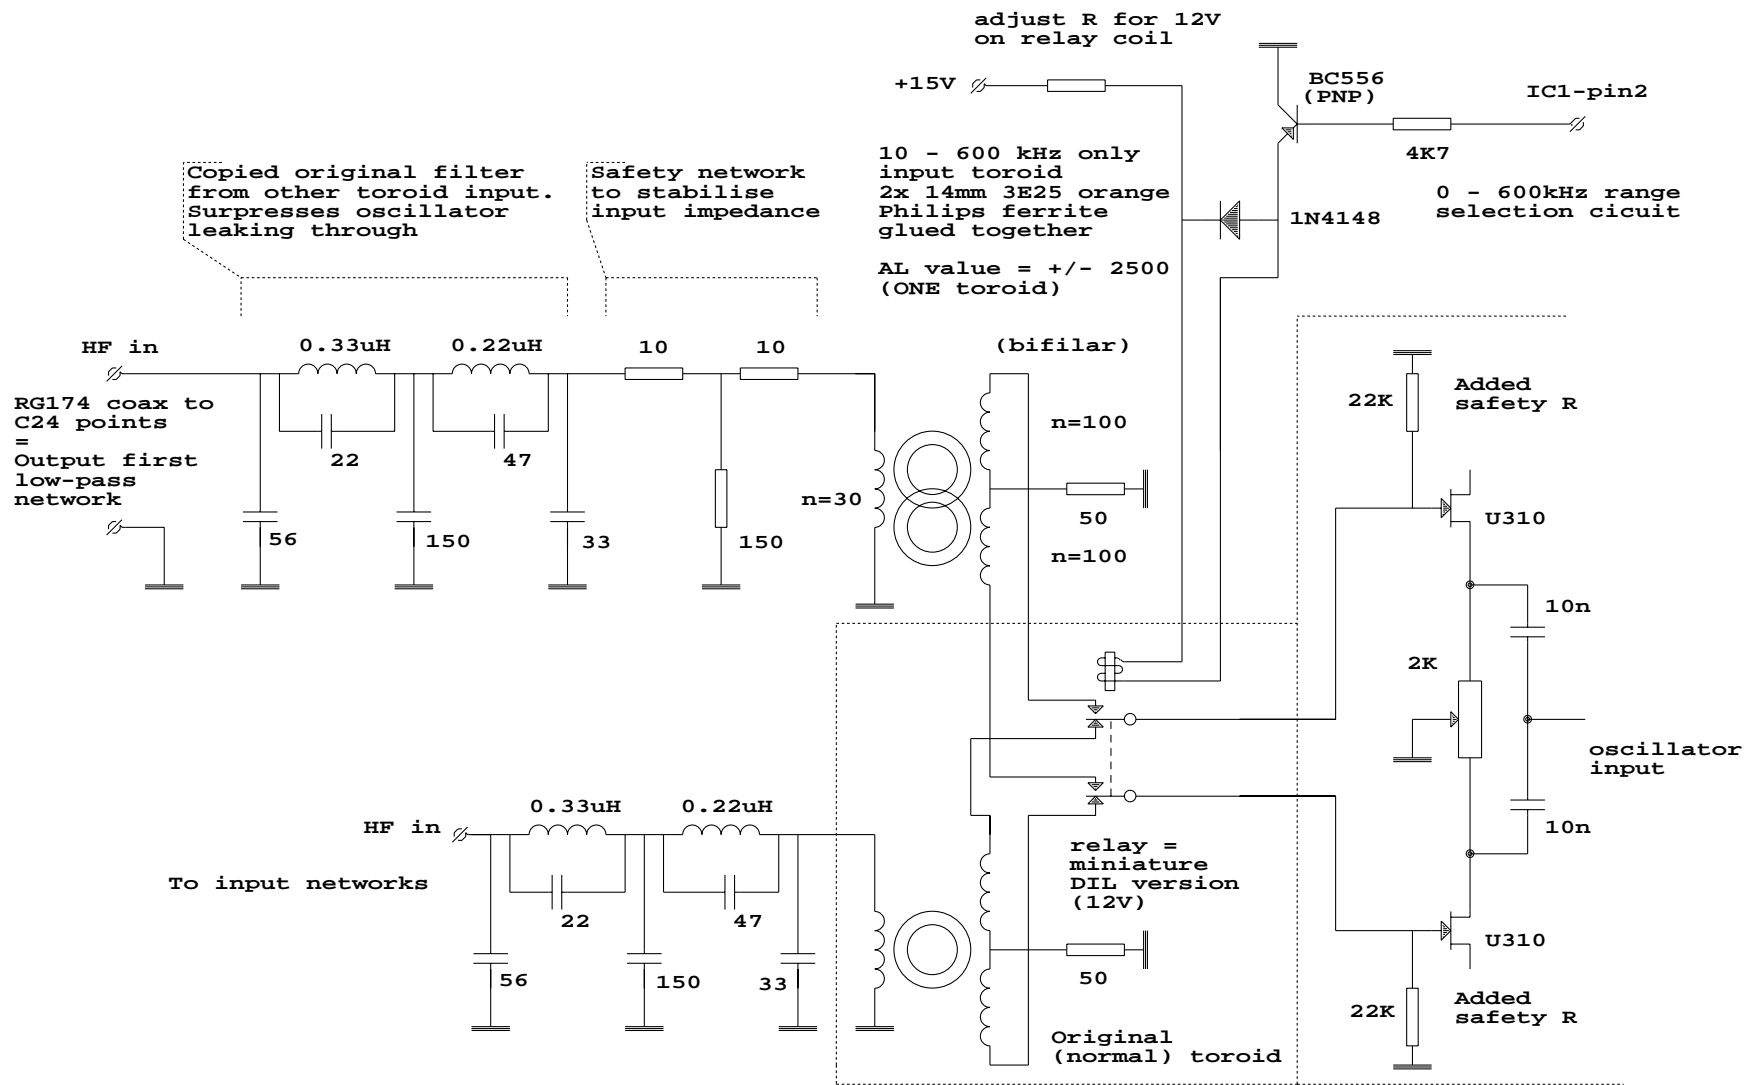 adjust R for 12V
on relay coil
+15V
BC556
(PNP)
IC1-pin2
4K7
10 - 600 kHz only
input toroid
2x 14mm 3E25 orange
Philips ferrite
glued together
AL value = +/- 2500
(ONE toroid)
1N4148
0 - 600kHz range
selection cicuit
Copied original filter
from other toroid input.
Surpresses oscillator
leaking through
Safety network
to stabilise
input impedance
HF in
0.33uH
0.22uH
10
10
(bifilar)
RG174 coax to
C24 points
=
Output first
low-pass
network
22
47
n=30
n=100
50
n=100
56
150
33
150
22K
Added
safety R
U310
10n
2K
oscillator
input
10n
U310
22K
Added
safety R
HF in
0.33uH
0.22uH
To input networks
22
47
56
150
33
relay =
miniature
DIL version
(12V)
50
Original
(normal) toroid